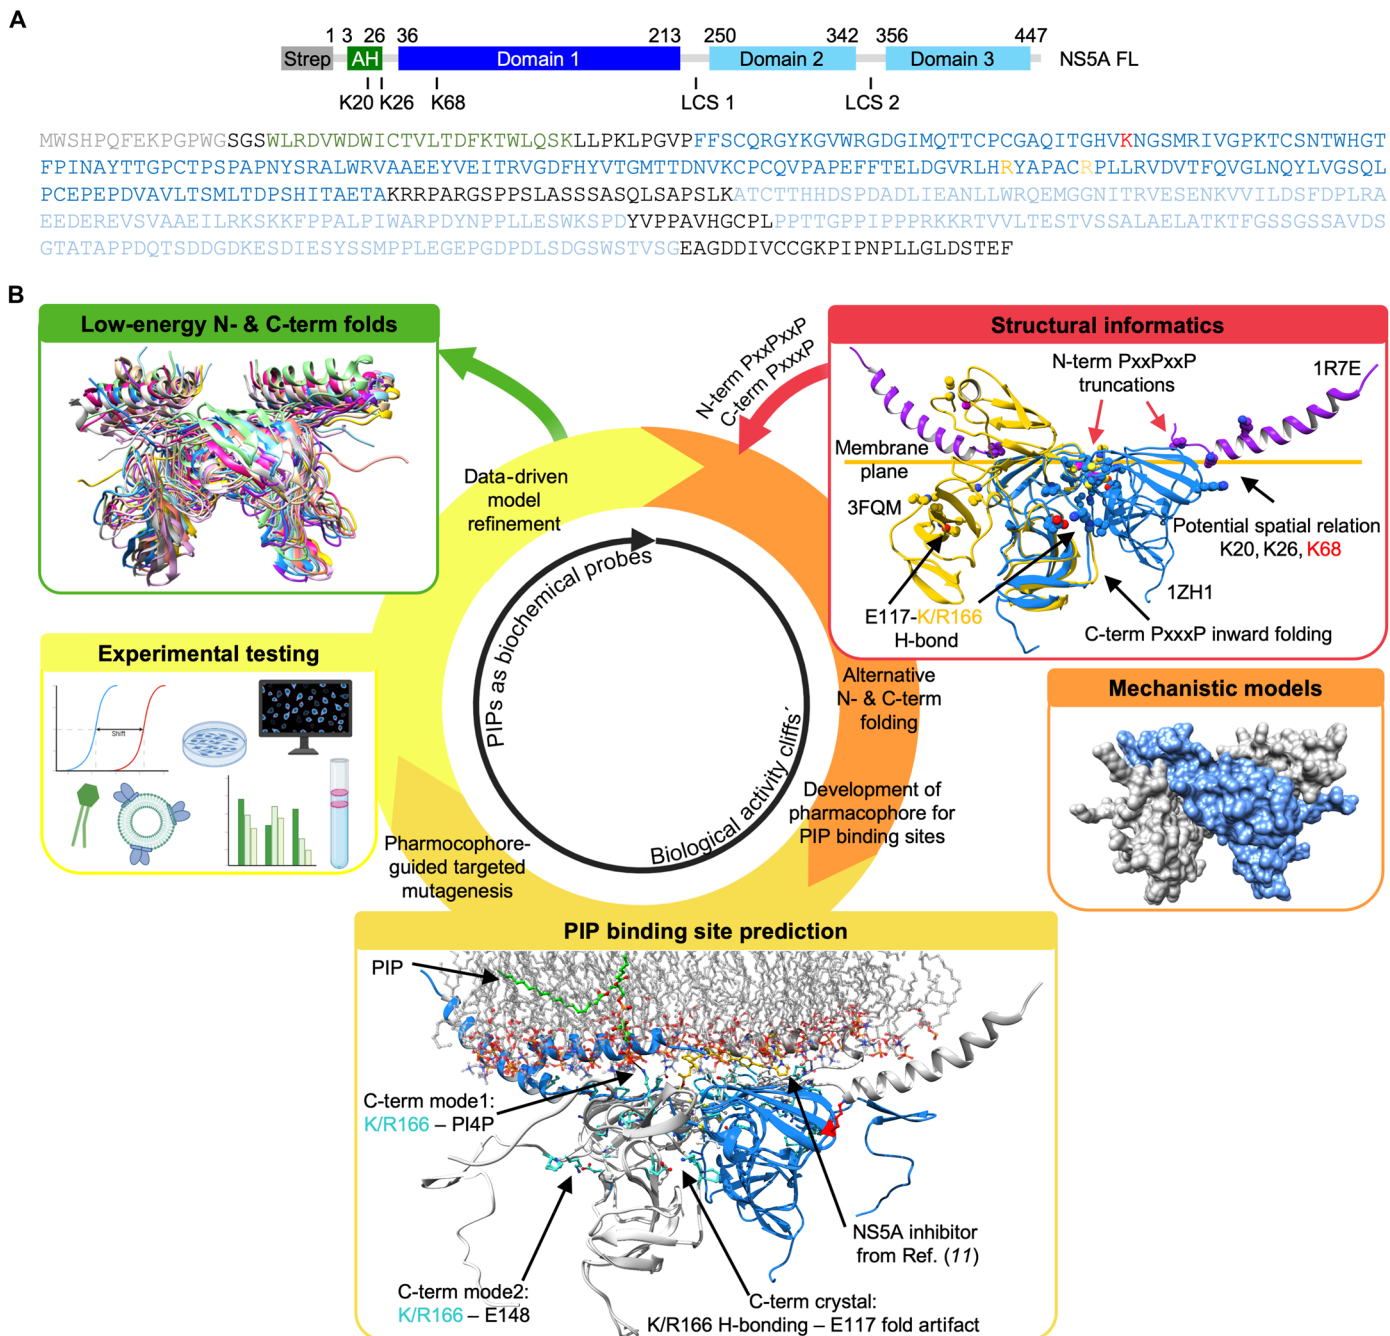 A
1 3 26 36 213 250 342 356 447
Strep AH Domain 1 Domain 2 Domain 3 NS5A FL
K20 K26 K68 LCS 1 LCS 2
MWSHPQFEKPGPWGSGSWLRDVWDWICTVLTDFKTWLQSKLLPKLPGVPFFSCQRGYKGVWRGDGIMQTTCPCGAQITGHVKNGSMRIVGPKTCSNTWHGT
FPINAYTTGPCTPSPAPNYSRALWRVAAEEYVEITRVGDFHYVTGMTTDNVKCPCQVPAPEFFTELDGVRLHRYAPACRPLLRVDVTFQVGLNQYLVGSQL
PCEPEPDVAVLTSMLTDPSHITAETAKRRPARGSPPSLASSSASQLSAPSLKATCTTHHDSPDADLIEANLLWRQEMGGNITRVESENKVVILDSFDPLRA
EEDEREVSVAAEILRKSKKFPPALPIWARPDYNPPLLESWKSPDYVPPAVHGCPLPPTTGPPIPPPRKKRTVVLTESTVSSALAELATKTFGSSGSSAVDS
GTATAPPDQTSDDGDKESDIESYSSMPPLEGEPGDPDLSDGSWSTVSGEAGDDIVCCGKPIPNPLLGLDSTEF
B
Low-energy N- & C-term folds
N-term PxxPxxP
C-term PxxxP
Structural informatics
N-term PxxPxxP
truncations
1R7E
Membrane
plane
3FQM
Potential spatial relation
K20, K26, K68
1ZH1
E117-K/R166
H-bond
C-term PxxxP inward folding
Data-driven
model
refinement
PIPs as biochemical probes
Biological activity cliffs´
Alternative
N- & C-term
folding
Development of
pharmacophore for
PIP binding sites
Pharmocophore-
guided targeted
mutagenesis
Experimental testing
Shift
Mechanistic models
PIP binding site prediction
PIP
C-term mode1:
K/R166 – PI4P
C-term mode2:
K/R166 – E148
NS5A inhibitor
from Ref. (11)
C-term crystal:
K/R166 H-bonding – E117 fold artifact